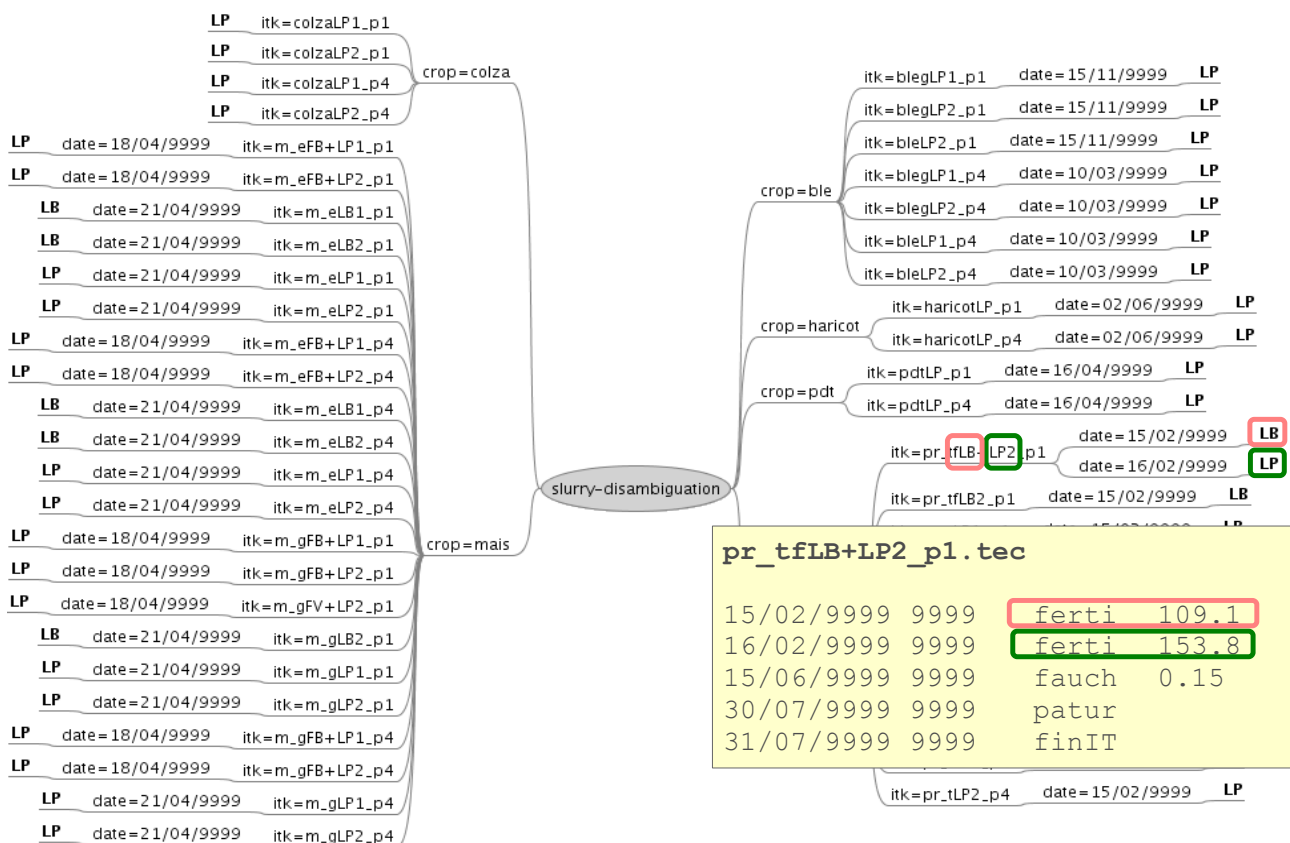 LP itk=colzaLP1_p1
LP itk=colzaLP2_p1
LP itk=colzaLP1_p4
LP itk=colzaLP2_p4
crop=colza
LP date=18/04/9999 itk=m_eFB+LP1_p1
LP date=18/04/9999 itk=m_eFB+LP2_p1
LB date=21/04/9999 itk=m_eLB1_p1
LB date=21/04/9999 itk=m_eLB2_p1
LP date=21/04/9999 itk=m_eLP1_p1
LP date=21/04/9999 itk=m_eLP2_p1
LP date=18/04/9999 itk=m_eFB+LP1_p4
LP date=18/04/9999 itk=m_eFB+LP2_p4
LB date=21/04/9999 itk=m_eLB1_p4
LB date=21/04/9999 itk=m_eLB2_p4
LP date=21/04/9999 itk=m_eLP1_p4
LP date=21/04/9999 itk=m_eLP2_p4
LP date=18/04/9999 itk=m_gFB+LP1_p1
LP date=18/04/9999 itk=m_gFB+LP2_p1
LP date=18/04/9999 itk=m_gFV+LP2_p1
LB date=21/04/9999 itk=m_gLB2_p1
LP date=21/04/9999 itk=m_gLP1_p1
LP date=21/04/9999 itk=m_gLP2_p1
LP date=18/04/9999 itk=m_gFB+LP1_p4
LP date=18/04/9999 itk=m_gFB+LP2_p4
LP date=21/04/9999 itk=m_gLP1_p4
LP date=21/04/9999 itk=m_gLP2_p4
crop=mais
slurry-disambiguation
crop=ble
itk=blegLP1_p1 date=15/11/9999 LP
itk=blegLP2_p1 date=15/11/9999 LP
itk=bleLP2_p1 date=15/11/9999 LP
itk=blegLP1_p4 date=10/03/9999 LP
itk=blegLP2_p4 date=10/03/9999 LP
itk=bleLP1_p4 date=10/03/9999 LP
itk=bleLP2_p4 date=10/03/9999 LP
crop=haricot
itk=haricotLP_p1 date=02/06/9999 LP
itk=haricotLP_p4 date=02/06/9999 LP
crop=pdt
itk=pdtLP_p1 date=16/04/9999 LP
itk=pdtLP_p4 date=16/04/9999 LP
itk=pr_tfLB+LP2_p1
date=15/02/9999 LB
date=16/02/9999 LP
itk=pr_tfLB2_p1 date=15/02/9999 LB
pr_tfLB+LP2_p1.tec
15/02/9999 9999 ferti 109.1
16/02/9999 9999 ferti 153.8
15/06/9999 9999 fauch 0.15
30/07/9999 9999 patur
31/07/9999 9999 finIT
itk=pr_tLP2_p4 date=15/02/9999 LP